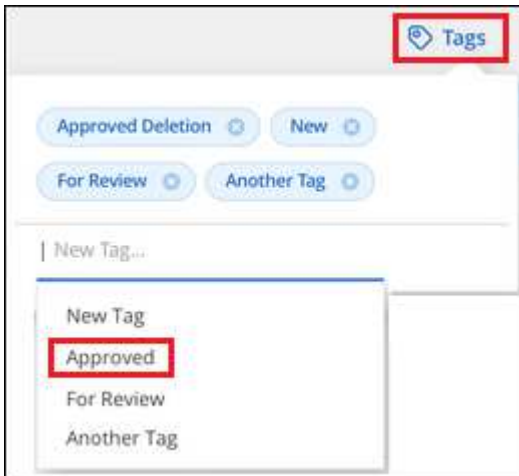 Tags
Approved Deletion New
For Review Another Tag
New Tag...
New Tag
Approved
For Review
Another Tag